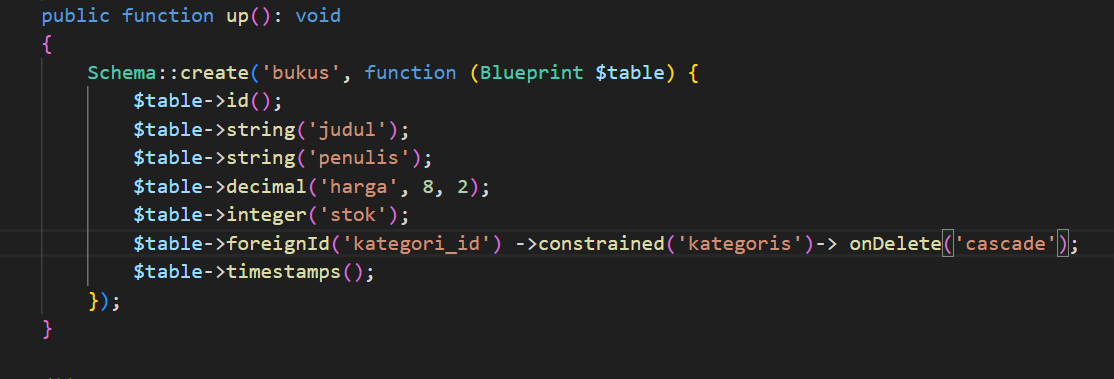 public function up(): void
{
Schema::create('bukus', function (Blueprint $table) {
$table->id();
$table->string('judul');
$table->string('penulis');
$table->decimal('harga', 8, 2);
$table->integer('stok');
$table->foreignId('kategori_id') ->constrained('kategoris')-> onDelete('cascade');
$table->timestamps();
});
}